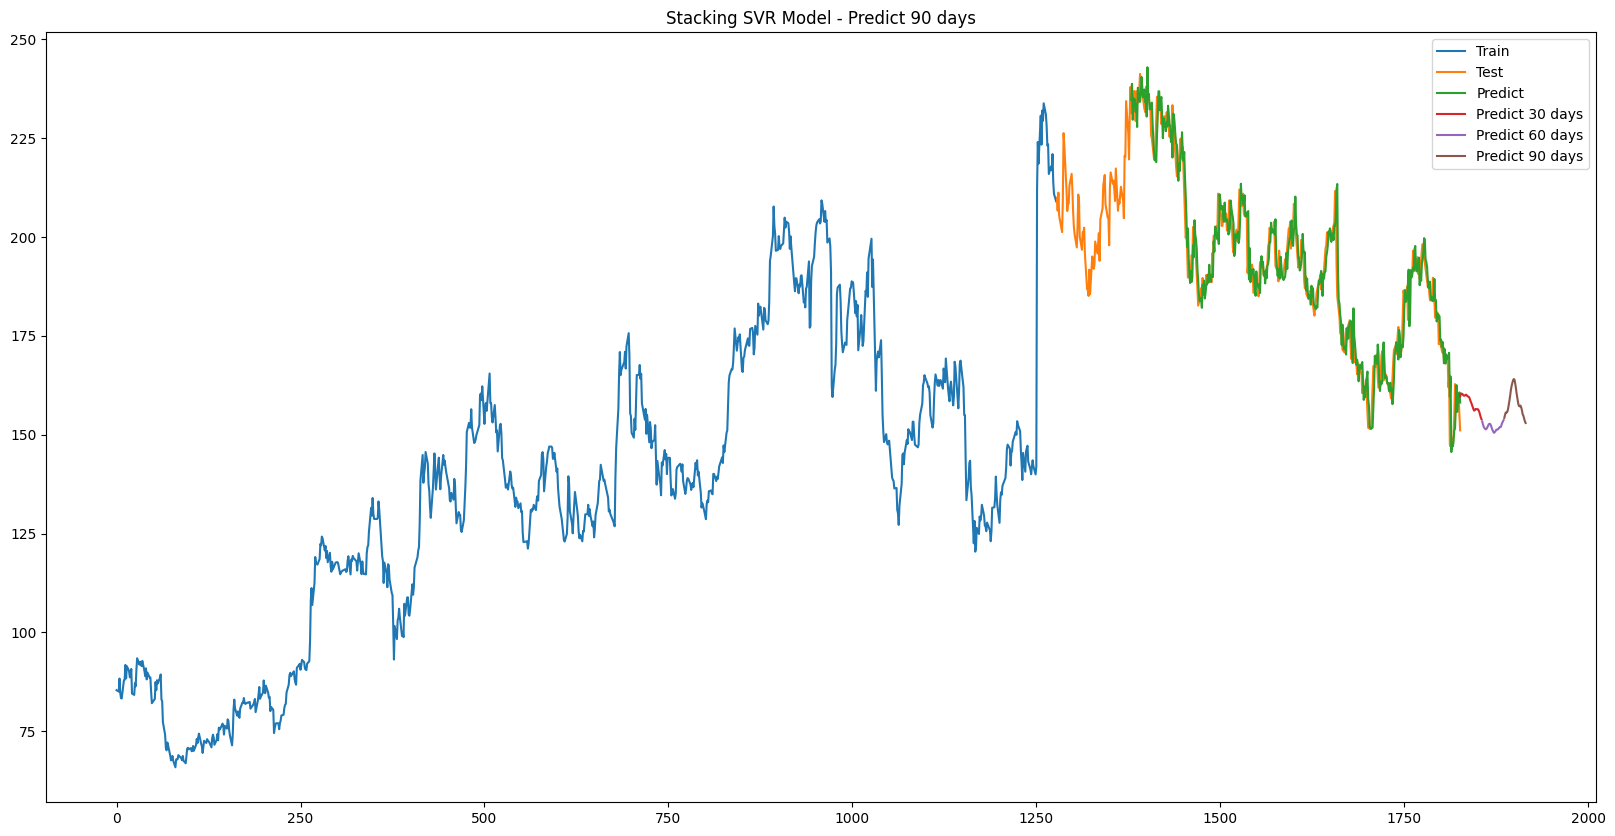 Stacking SVR Model - Predict 90 days
250
225
200
175
150
125
100
75
0 250 500 750 1000 1250 1500 1750 2000
Train
Test
Predict
Predict 30 days
Predict 60 days
Predict 90 days